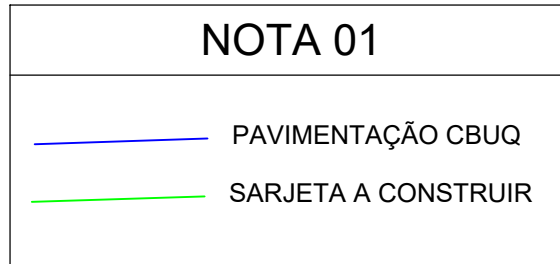 NOTA 01
PAVIMENTAÇÃO CBUQ
SARJETA A CONSTRUIR